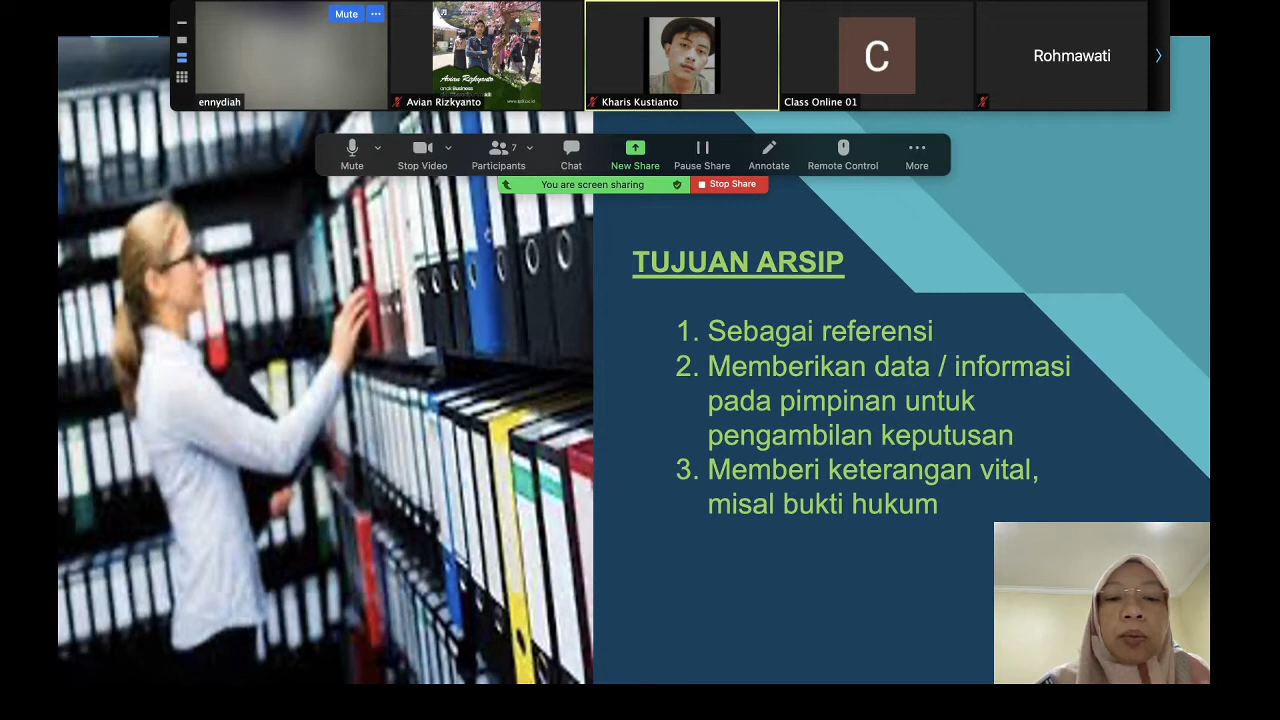 Mute
ennydiah
Avian Rizkyanto
Avian Rizkyanto
Kharis Kustianto
C
Class Online 01
Rohmawati
Mute
Stop Video
Participants
7
Chat
New Share
Pause Share
Annotate
Remote Control
More
You are screen sharing
Stop Share
TUJUAN ARSIP
1. Sebagai referensi
2. Memberikan data / informasi
pada pimpinan untuk
pengambilan keputusan
3. Memberi keterangan vital,
misal bukti hukum